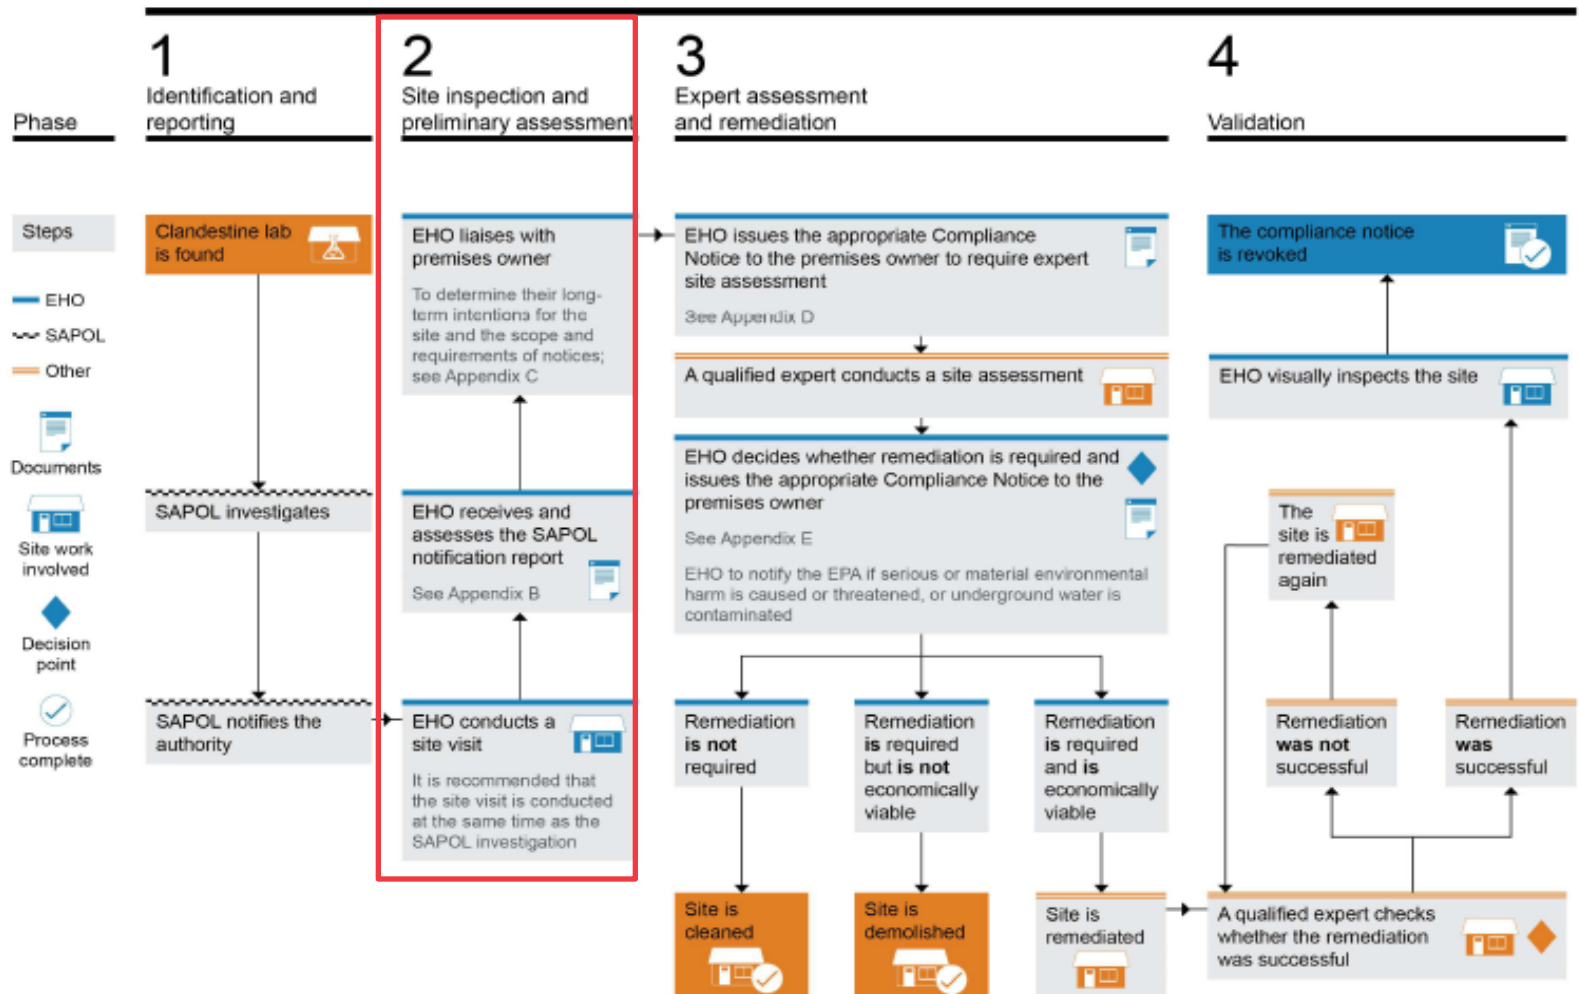 1
Identification and
reporting
2
Site inspection and
preliminary assessment
3
Expert assessment
and remediation
4
Validation
Phase
Steps
EHO
SAPOL
Other
Documents
Site work
involved
Decision
point
Process
complete
Clandestine lab
is found
SAPOL investigates
SAPOL notifies the
authority
EHO liaises with
premises owner
To determine their long-
term intentions for the
site and the scope and
requirements of notices;
see Appendix C
EHO receives and
assesses the SAPOL
notification report
See Appendix B
EHO conducts a
site visit
It is recommended that
the site visit is conducted
at the same time as the
SAPOL investigation
EHO issues the appropriate Compliance
Notice to the premises owner to require expert
site assessment
See Appendix D
A qualified expert conducts a site assessment
EHO decides whether remediation is required and
issues the appropriate Compliance Notice to the
premises owner
See Appendix E
EHO to notify the EPA if serious or material environmental
harm is caused or threatened, or underground water is
contaminated
Remediation
is not
required
Remediation
is required
but is not
economically
viable
Remediation
is required
and is
economically
viable
Site is
cleaned
Site is
demolished
Site is
remediated
The compliance notice
is revoked
EHO visually inspects the site
The
site is
remediated
again
Remediation
was not
successful
Remediation
was
successful
A qualified expert checks
whether the remediation
was successful